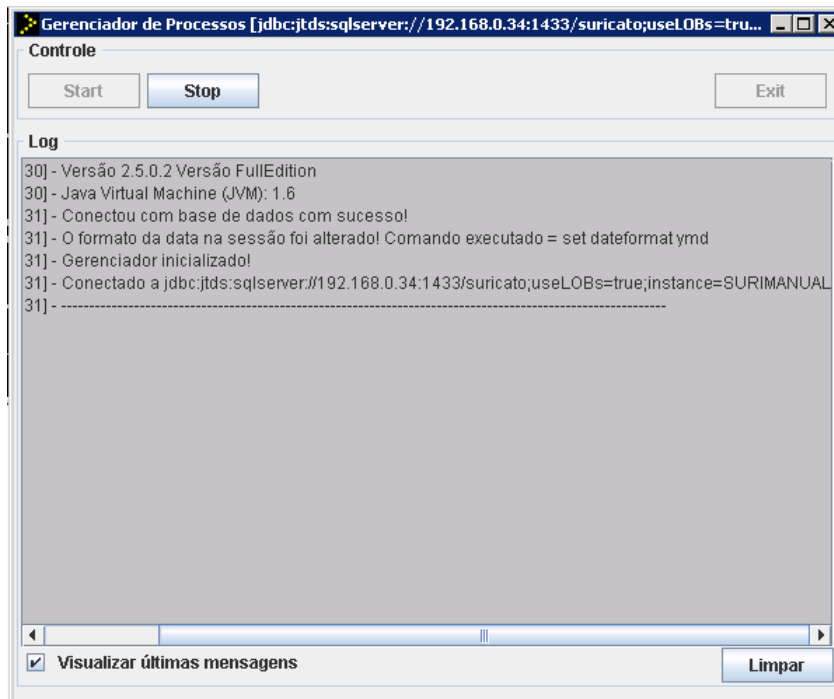 Gerenciador de Processos [jdbc:jtds:sqlserver://192.168.0.34:1433/suricato;useLOBs=tru...
Controle
Start Stop Exit
Log
30] - Versão 2.5.0.2 Versão FullEdition
30] - Java Virtual Machine (JVM): 1.6
31] - Conectou com base de dados com sucesso!
31] - O formato da data na sessão foi alterado! Comando executado = set dateformat ymd
31] - Gerenciador inicializado!
31] - Conectado a jdbc:jtds:sqlserver://192.168.0.34:1433/suricato;useLOBs=true;instance=SURIMANUAL
31] - ------------------------------------------------------------------------------------------------------------
Visualizar últimas mensagens
Limpar